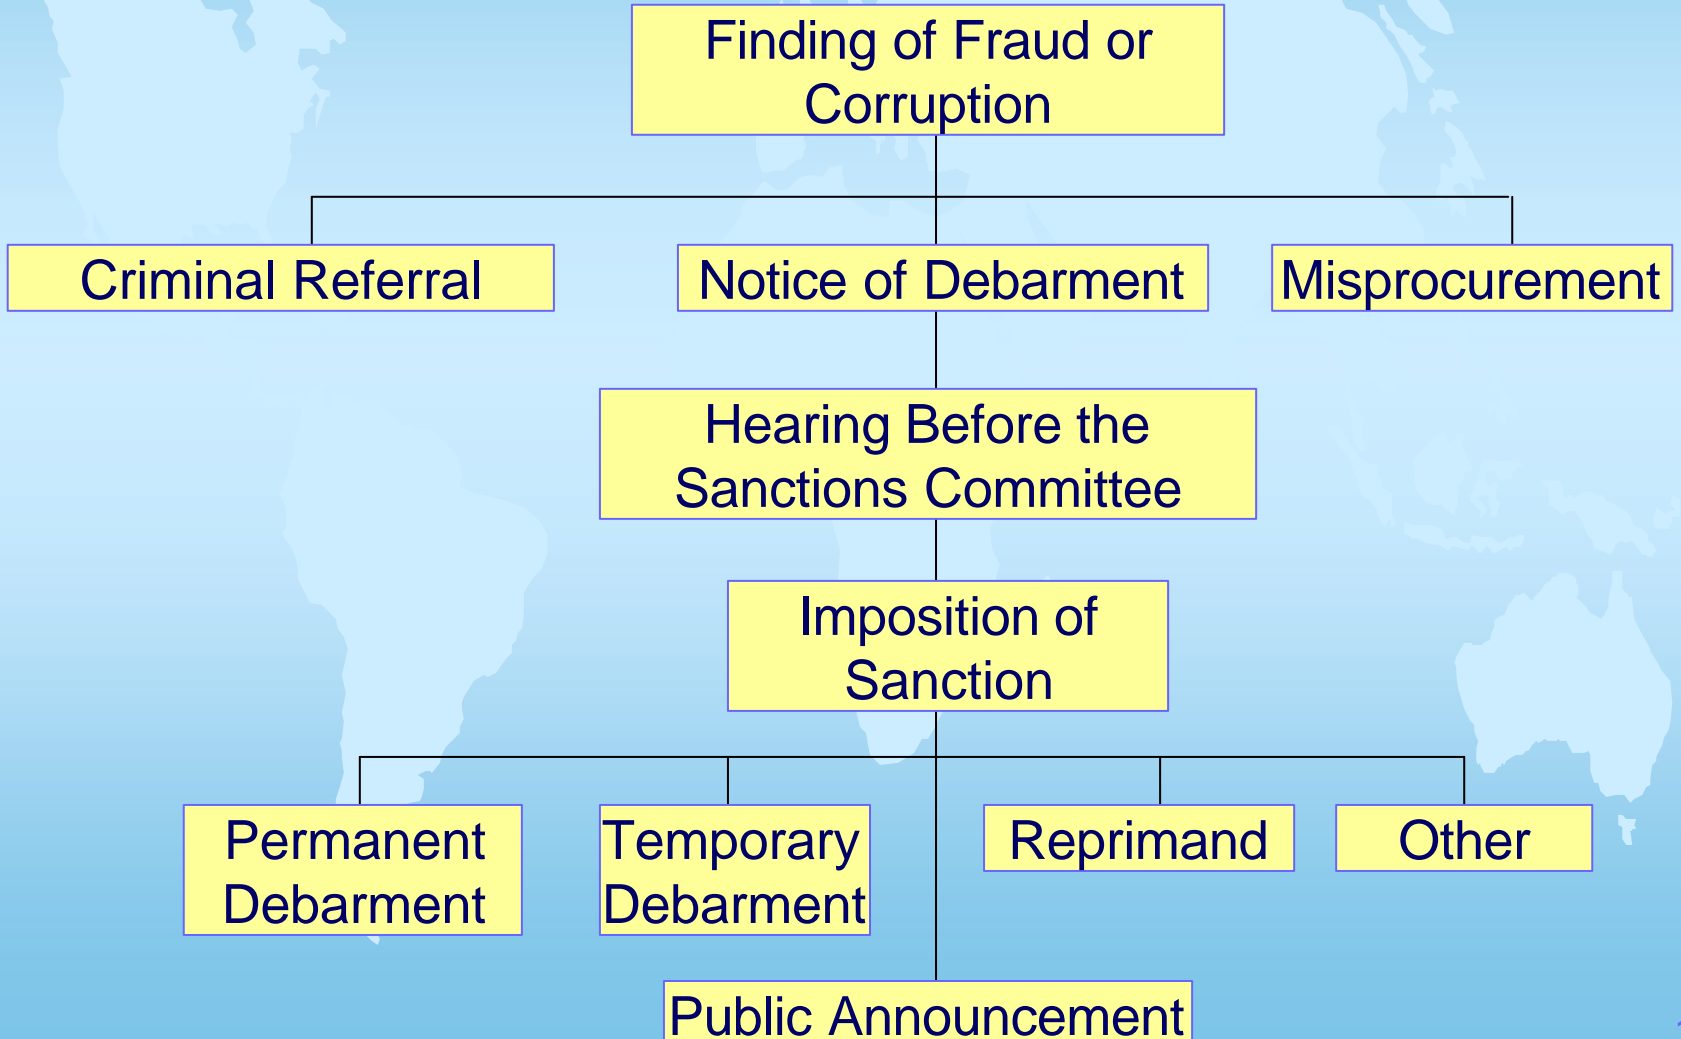 Finding of Fraud or
Corruption
Criminal Referral
Notice of Debarment
Misprocurement
Hearing Before the
Sanctions Committee
Imposition of
Sanction
Permanent
Debarment
Temporary
Debarment
Reprimand
Other
Public Announcement